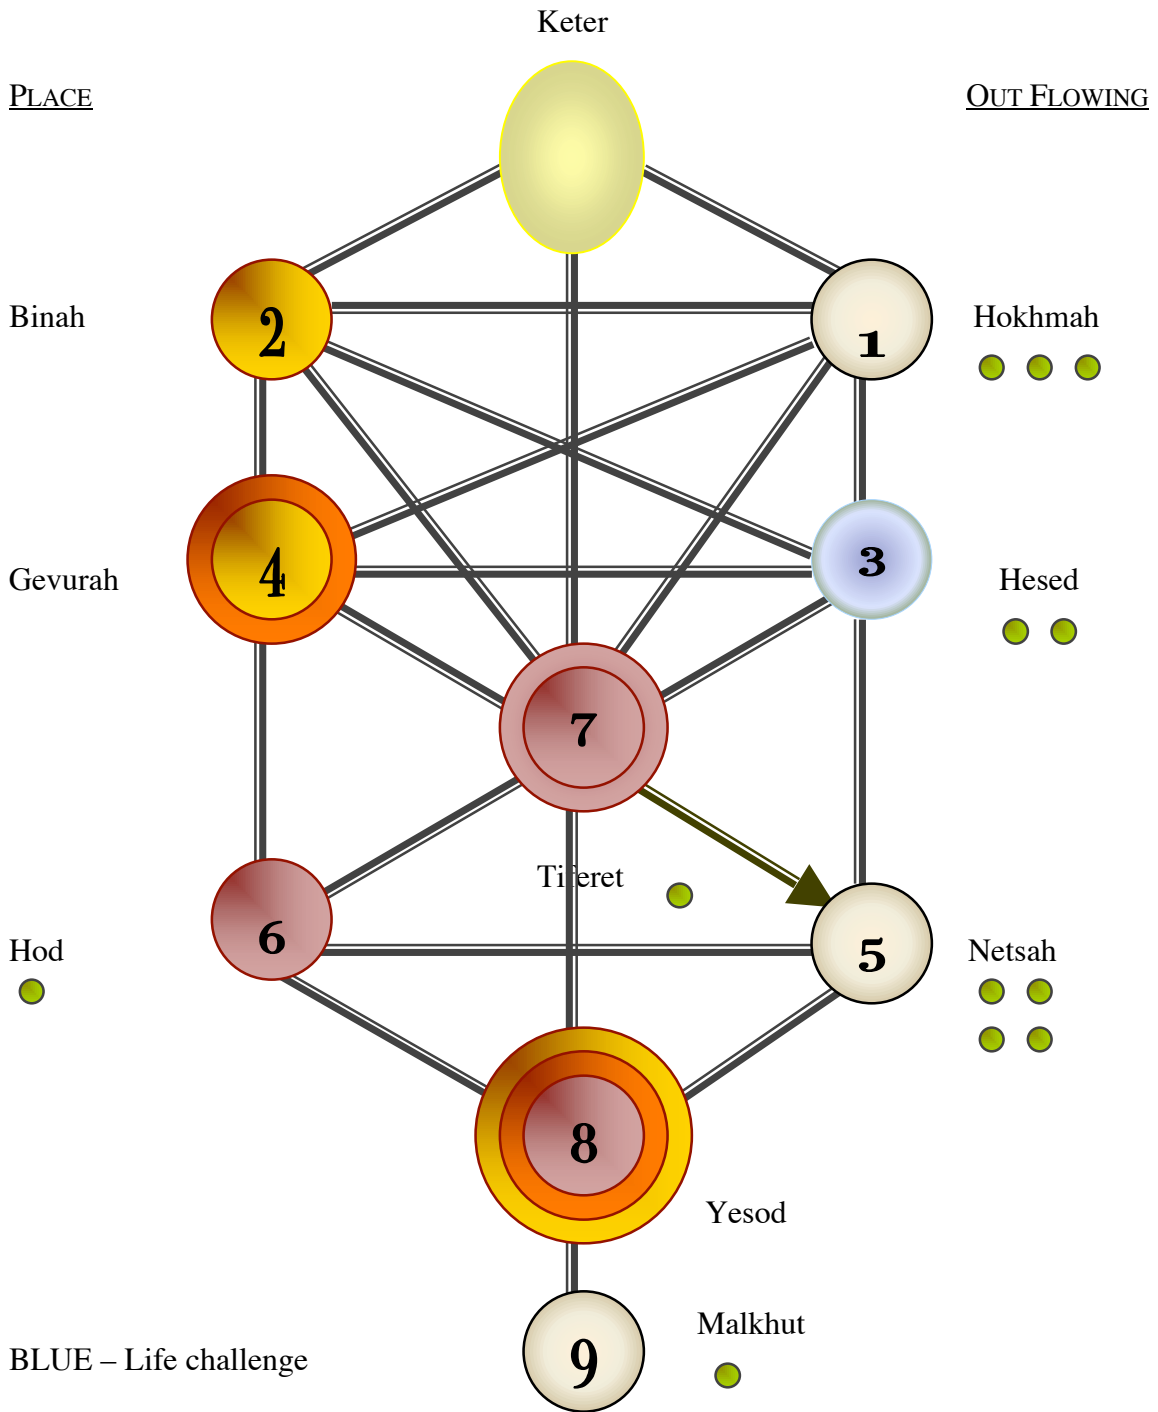 Keter
PLACE
OUT FLOWING
2
1
Binah
Hokhmah
4
3
Gevurah
Hesed
7
Tiferet
6
5
Hod
Netsah
8
Yesod
Malkhut
9
BLUE – Life challenge